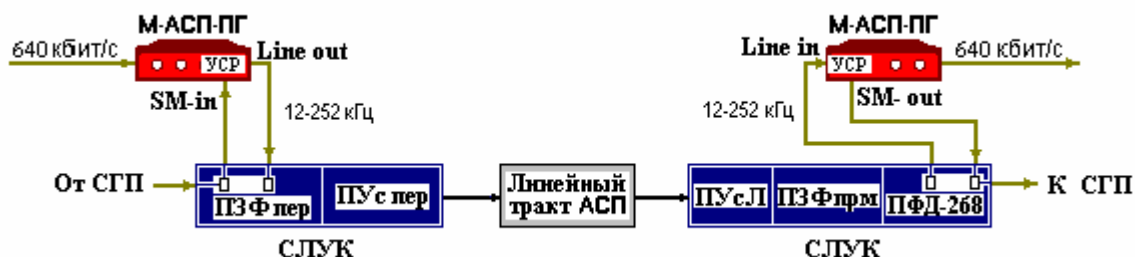 М-АСП-ПГ
М-АСП-ПГ
640 кбит/с
УСР
Line out
Line in
УСР
640 кбит/с
SM-in
SM- out
12-252 кГц
12-252 кГц
От СГП
ПЗФ пер
ПУс пер
Линейный
тракт АСП
ПУсЛ
ПЗФпрм
ПФД-268
К СГП
СЛУК
СЛУК